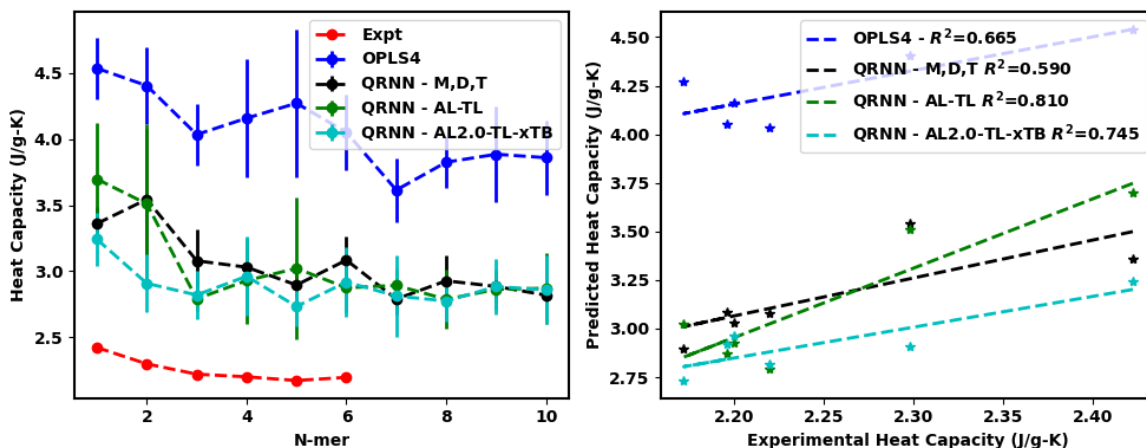 Heat Capacity (J/g-K)
4.5
4.0
3.5
3.0
2.5
2
4
6
8
10
N-mer
Expt
OPLS4
QRNN - M,D,T
QRNN - AL-TL
QRNN - AL2.0-TL-xTB
Predicted Heat Capacity (J/g-K)
4.50
4.25
4.00
3.75
3.50
3.25
3.00
2.75
2.20
2.25
2.30
2.35
2.40
Experimental Heat Capacity (J/g-K)
OPLS4 - R²=0.665
QRNN - M,D,T R²=0.590
QRNN - AL-TL R²=0.810
QRNN - AL2.0-TL-xTB R²=0.745